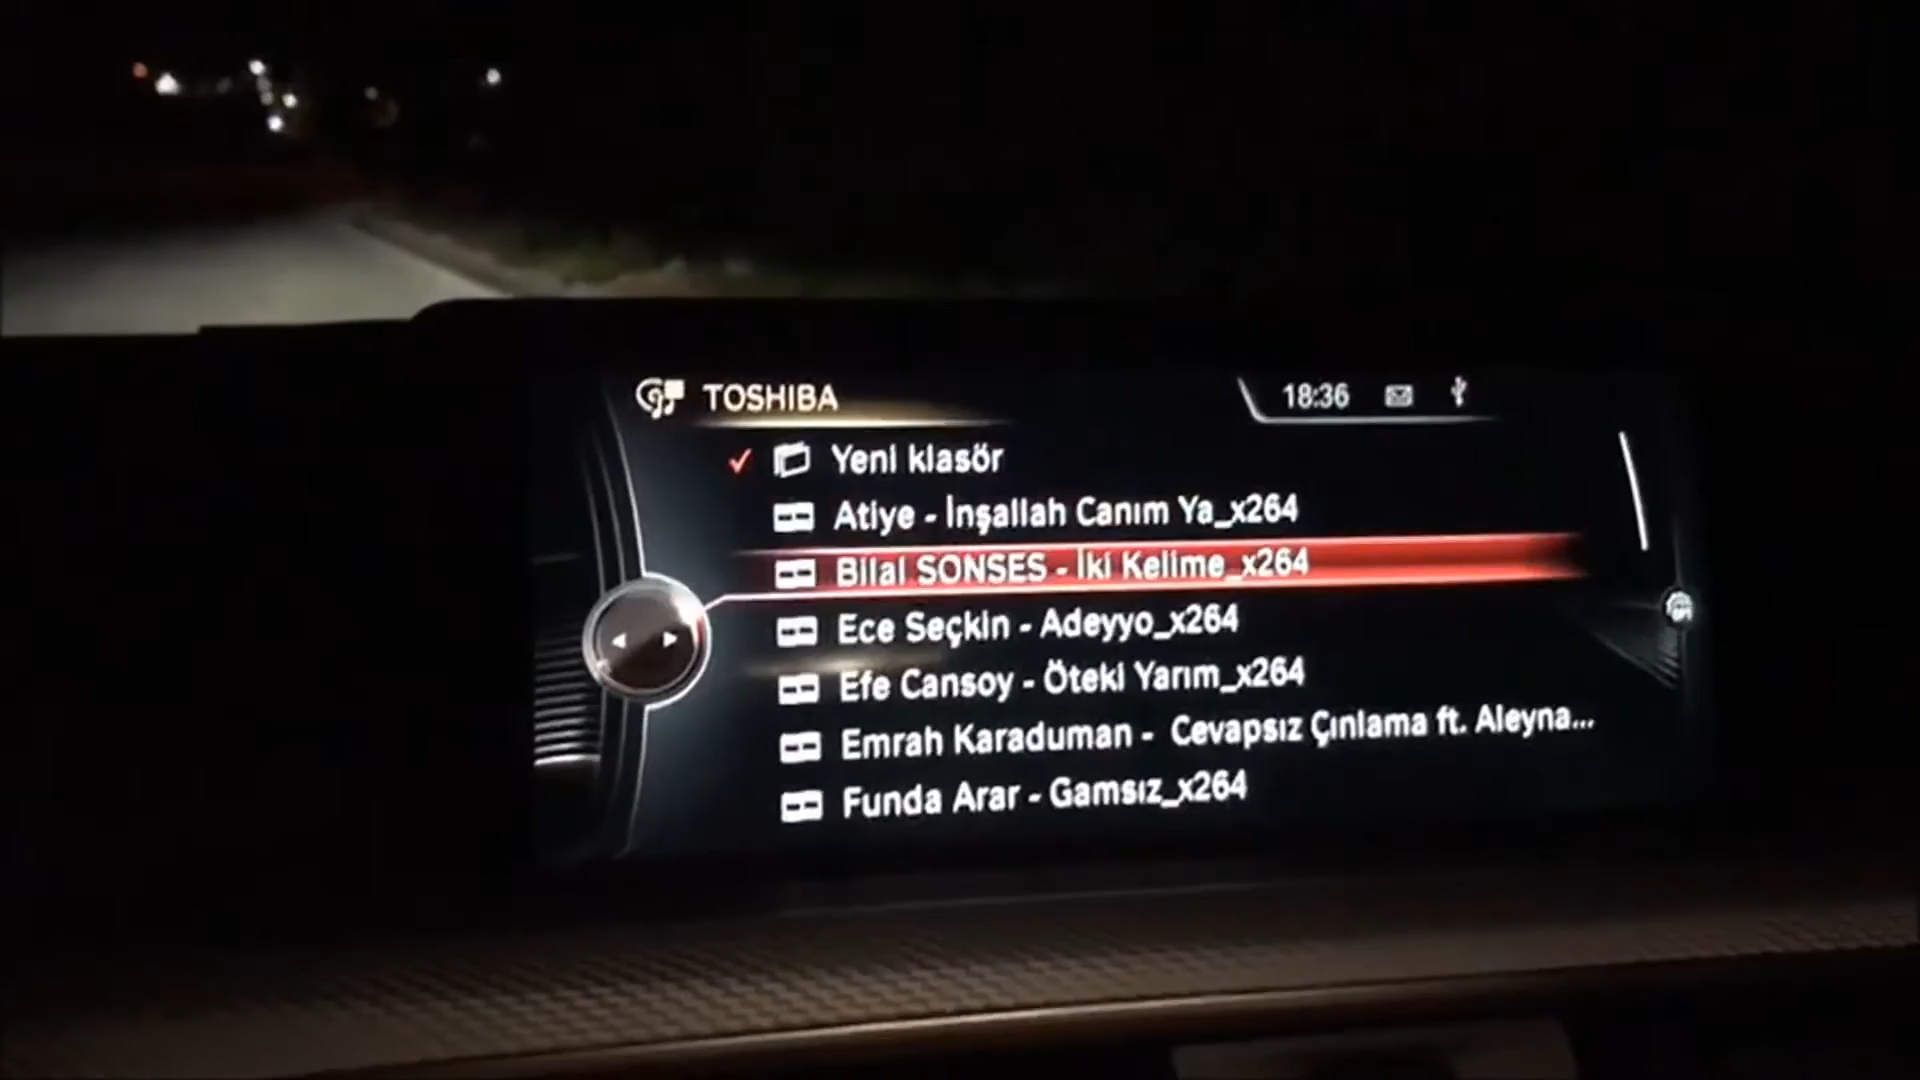 TOSHIBA
18:36
Yeni klasör
Atiye - İnşallah Canım Ya_x264
Bilal SONSES - İki Kelime_x264
Ece Seçkin - Adeyyo_x264
Efe Cansoy - Öteki Yarım_x264
Emrah Karaduman - Cevapsız Çınlama ft. Aleyna...
Funda Arar - Gamsız_x264